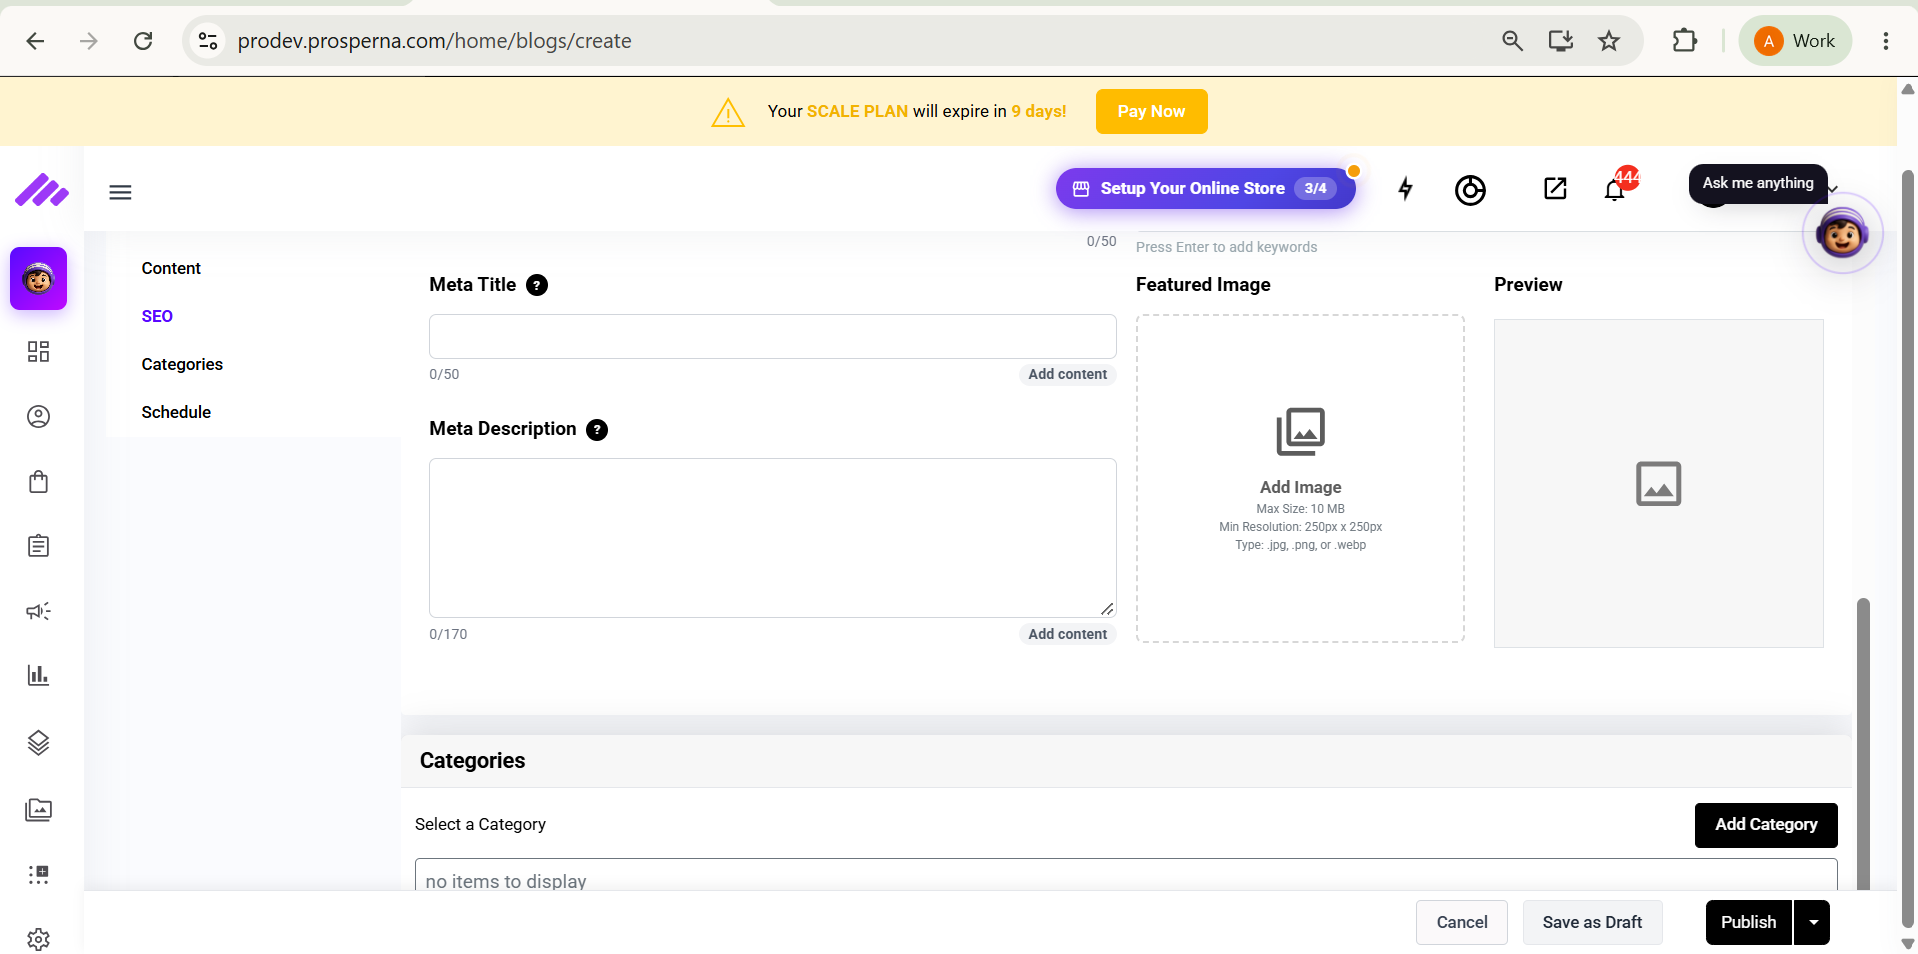 prodev.prosperna.com/home/blogs/create
A Work
Your SCALE PLAN will expire in 9 days!
Pay Now
Setup Your Online Store 3/4
444
Ask me anything
Content
SEO
Categories
Schedule
0/50
Press Enter to add keywords
Meta Title ?
0/50
Add content
Meta Description ?
0/170
Add content
Featured Image
Add Image
Max Size: 10 MB
Min Resolution: 250px x 250px
Type: .jpg, .png, or .webp
Preview
Categories
Select a Category
Add Category
no items to display
Cancel
Save as Draft
Publish